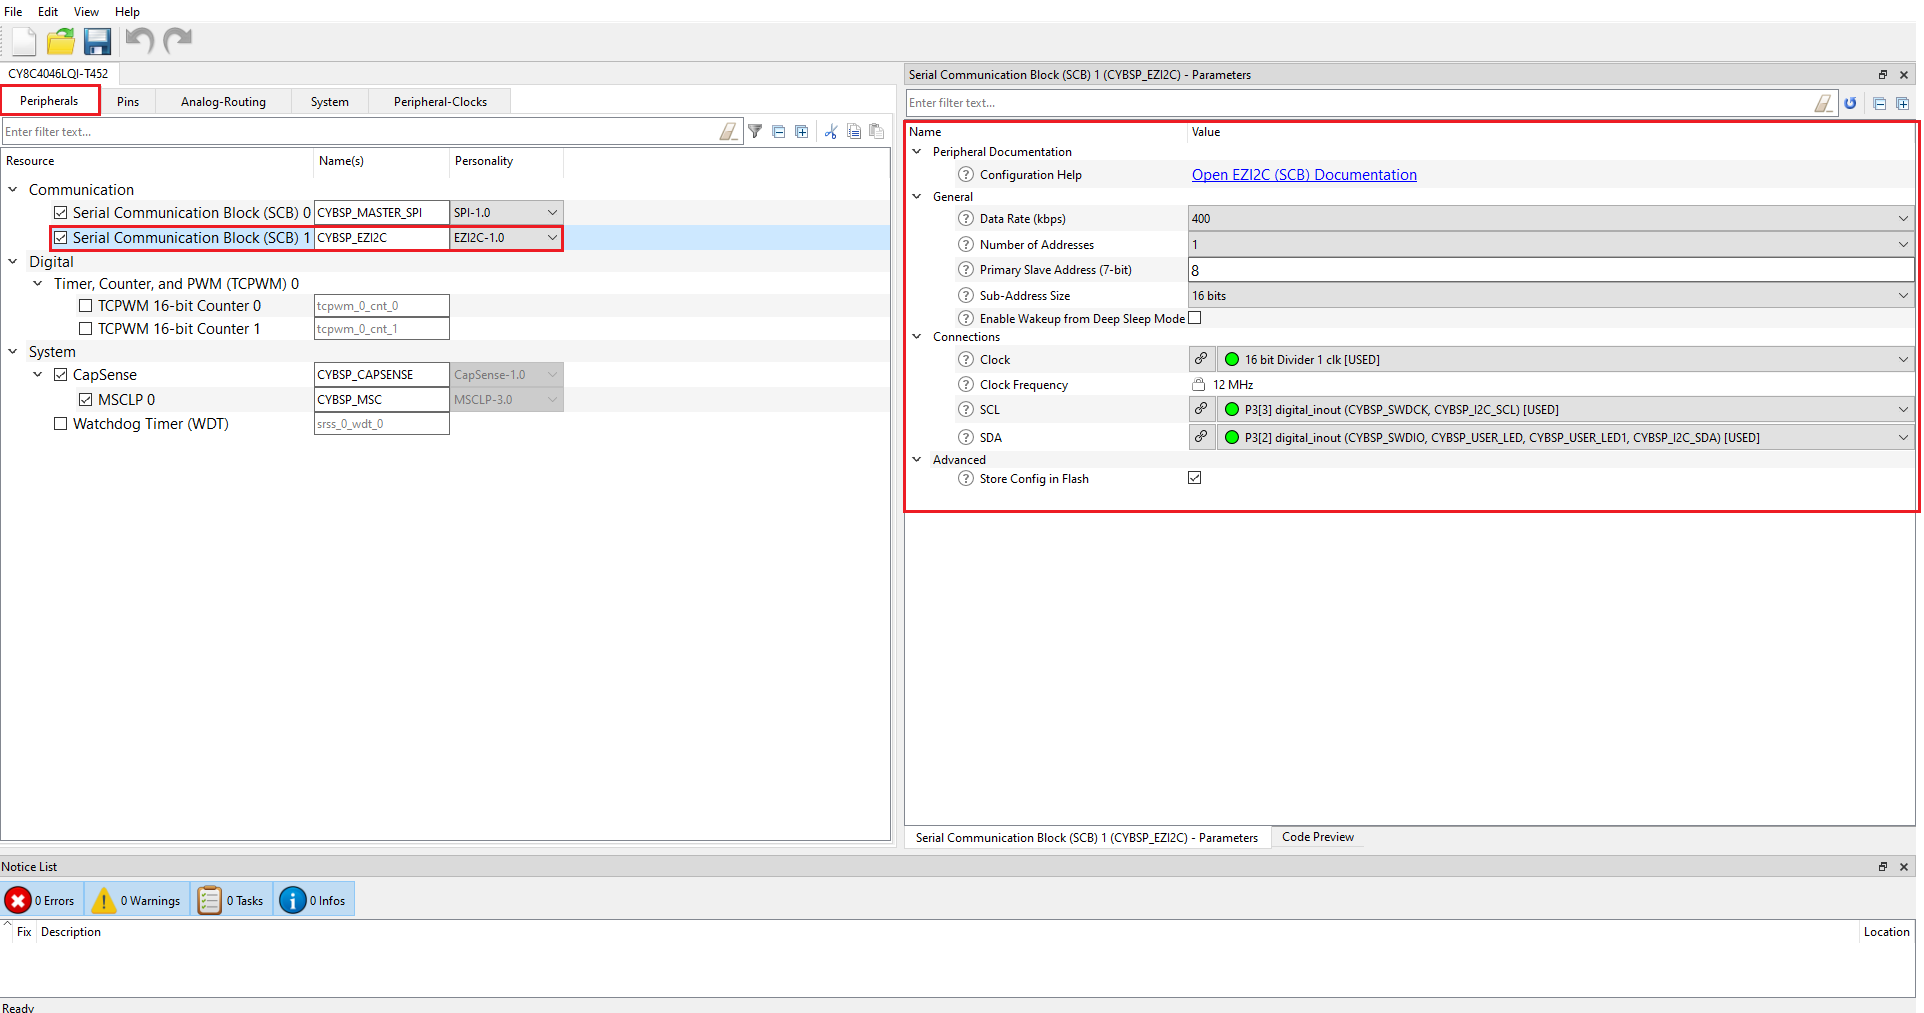 File Edit View Help
CY8C4046LQI-T452
Peripherals Pins Analog-Routing System Peripheral-Clocks
Enter filter text...
Resource Name(s) Personality
Communication
Serial Communication Block (SCB) 0 CYBSP_MASTER_SPI SPI-1.0
Serial Communication Block (SCB) 1 CYBSP_EZI2C EZI2C-1.0
Digital
Timer, Counter, and PWM (TCPWM) 0
TCPWM 16-bit Counter 0 tcpwm_0_cnt_0
TCPWM 16-bit Counter 1 tcpwm_0_cnt_1
System
CapSense CYBSP_CAPSENSE CapSense-1.0
MSCLP 0 CYBSP_MSC MSCLP-3.0
Watchdog Timer (WDT) srss_0_wdt_0
Serial Communication Block (SCB) 1 (CYBSP_EZI2C) - Parameters
Enter filter text...
Name Value
Peripheral Documentation
Configuration Help Open EZI2C (SCB) Documentation
General
Data Rate (kbps) 400
Number of Addresses 1
Primary Slave Address (7-bit) 8
Sub-Address Size 16 bits
Enable Wakeup from Deep Sleep Mode
Connections
Clock 16 bit Divider 1 clk [USED]
Clock Frequency 12 MHz
SCL P3[3] digital_inout (CYBSP_SWDCK, CYBSP_I2C_SCL) [USED]
SDA P3[2] digital_inout (CYBSP_SWDIO, CYBSP_USER_LED, CYBSP_USER_LED1, CYBSP_I2C_SDA) [USED]
Advanced
Store Config in Flash
Serial Communication Block (SCB) 1 (CYBSP_EZI2C) - Parameters Code Preview
Notice List
0 Errors 0 Warnings 0 Tasks 0 Infos
Fix Description Location
Ready